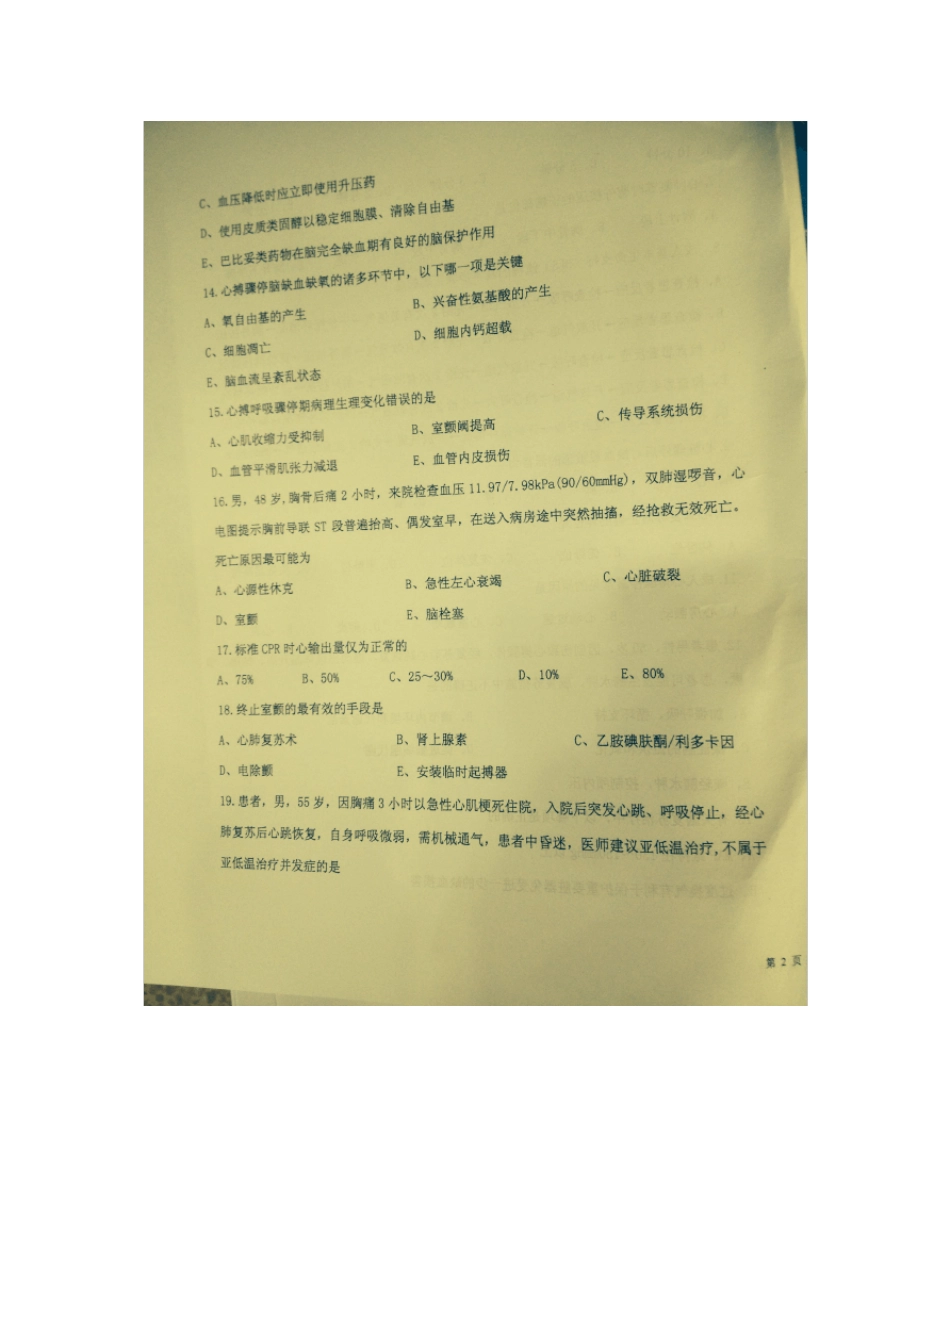 C、血压降低时应立即使用升压药
D、使用皮质类固醇以稳定细胞膜、清除自由基
E、巴比妥类药物在脑完全缺血期有良好的脑保护作用
14.心搏骤停脑缺血缺氧的诸多环节中，以下哪一项是关键
A、氧自由基的产生 B、兴奋性氨基酸的产生
C、细胞凋亡 D、细胞内钙超载
E、脑血流呈紊乱状态
15.心搏呼吸骤停期病理生理变化错误的是
A、心肌收缩力受抑制 B、室颤阈提高 C、传导系统损伤
D、血管平滑肌张力减退 E、血管内皮损伤
16.男，48岁,胸骨后痛2小时，来院检查血压11.97/7.98kPa(90/60mmHg)，双肺湿啰音，心
电图提示胸前导联ST段普遍抬高、偶发室早，在送入病房途中突然抽搐，经抢救无效死亡。
死亡原因最可能为
A、心源性休克 B、急性左心衰竭 C、心脏破裂
D、室颤 E、脑栓塞
17.标准CPR时心输出量仅为正常的
A、75% B、50% C、25～30% D、10% E、80%
18.终止室颤的最有效的手段是
A、心肺复苏术 B、肾上腺素 C、乙胺碘肤酮/利多卡因
D、电除颤 E、安装临时起搏器
19.患者，男，55岁，因胸痛3小时以急性心肌梗死住院，入院后突发心跳、呼吸停止，经心
肺复苏后心跳恢复，自身呼吸微弱，需机械通气，患者中昏迷，医师建议亚低温治疗,不属于
亚低温治疗并发症的是
第 2 页